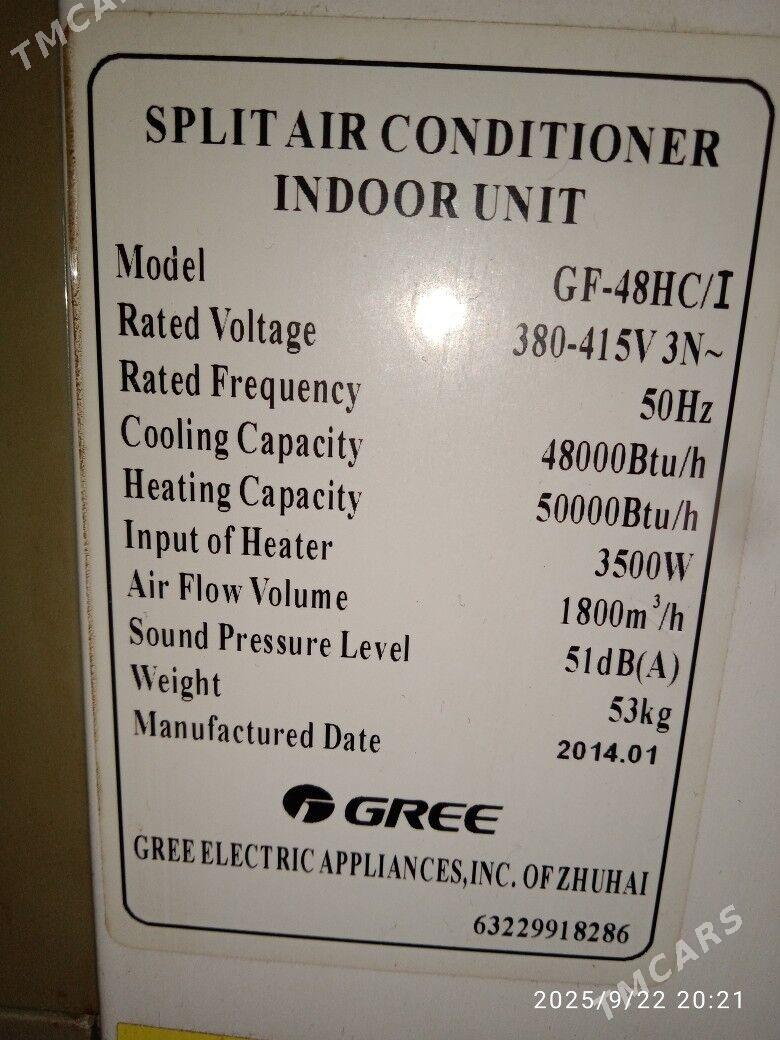 TMCARS
SPLIT AIR CONDITIONER
INDOOR UNIT
Model GF-48HC/I
Rated Voltage 380-415V 3N~
Rated Frequency 50Hz
Cooling Capacity 48000Btu/h
Heating Capacity 50000Btu/h
Input of Heater 3500W
Air Flow Volume 1800m³/h
Sound Pressure Level 51dB(A)
Weight 53kg
Manufactured Date 2014.01
GREE
GREE ELECTRIC APPLIANCES,INC. OF ZHUHAI
63229918286
TMCARS
2025/9/22 20:21